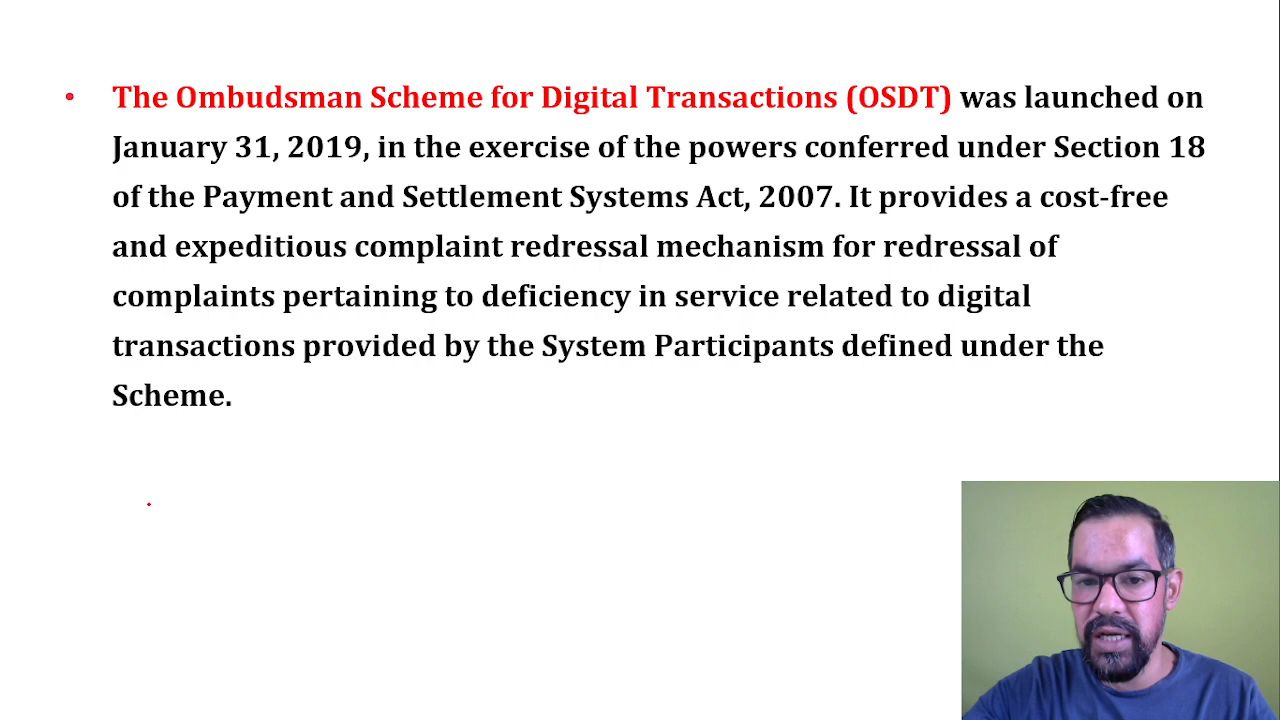 • The Ombudsman Scheme for Digital Transactions (OSDT) was launched on
January 31, 2019, in the exercise of the powers conferred under Section 18
of the Payment and Settlement Systems Act, 2007. It provides a cost-free
and expeditious complaint redressal mechanism for redressal of
complaints pertaining to deficiency in service related to digital
transactions provided by the System Participants defined under the
Scheme.